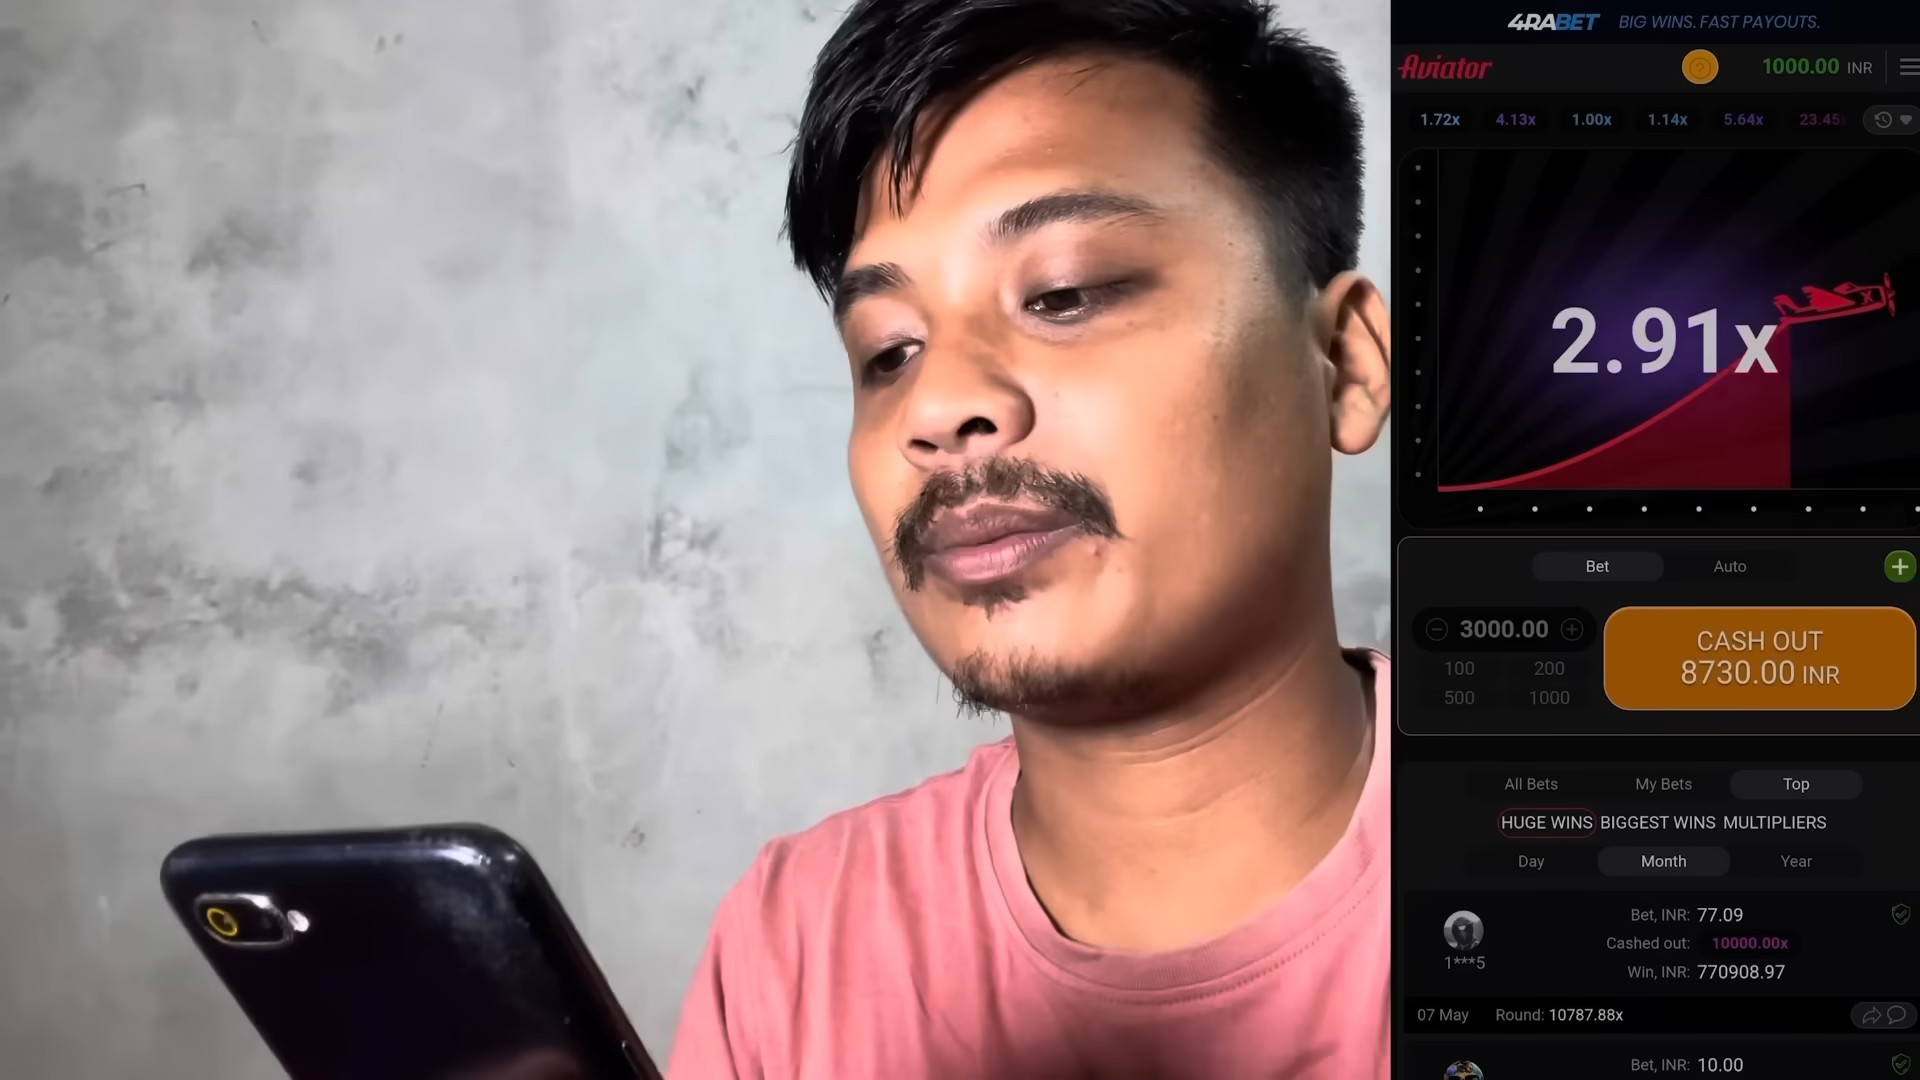 4RABET BIG WINS. FAST PAYOUTS.
Aviator
1000.00 INR
1.72x 4.13x 1.00x 1.14x 5.64x 23.45
2.91x
Bet Auto
3000.00
100 200
500 1000
CASH OUT
8730.00 INR
All Bets My Bets Top
HUGE WINS BIGGEST WINS MULTIPLIERS
Day Month Year
Bet, INR: 77.09
Cashed out: 10000.00x
Win, INR: 770908.97
1***5
07 May Round: 10787.88x
Bet, INR: 10.00